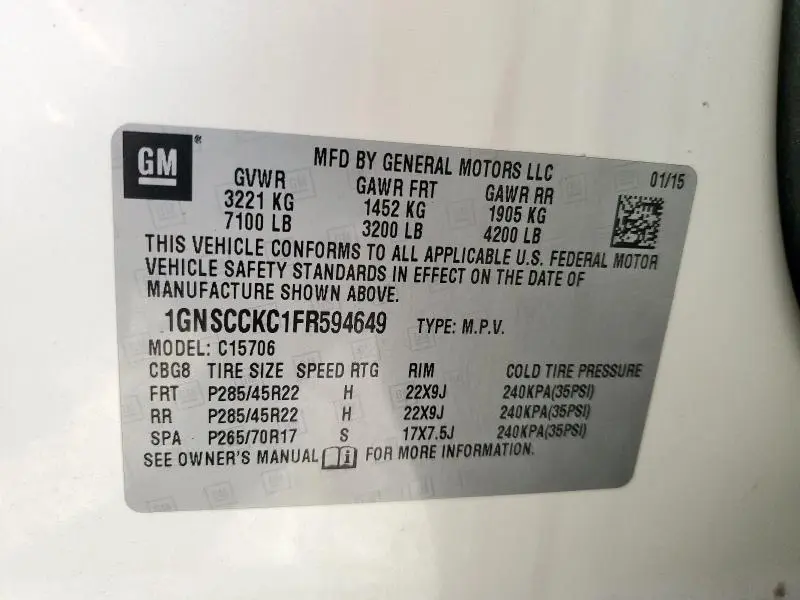 GM®
MFD BY GENERAL MOTORS LLC 01/15
GVWR GAWR FRT GAWR RR
3221 KG 1452 KG 1905 KG
7100 LB 3200 LB 4200 LB
THIS VEHICLE CONFORMS TO ALL APPLICABLE U.S. FEDERAL MOTOR
VEHICLE SAFETY STANDARDS IN EFFECT ON THE DATE OF
MANUFACTURE SHOWN ABOVE.
1GNSCCKC1FR594649 TYPE: M.P.V.
MODEL: C15706
CBG8 TIRE SIZE SPEED RTG RIM COLD TIRE PRESSURE
FRT P285/45R22 H 22X9J 240KPA(35PSI)
RR P285/45R22 H 22X9J 240KPA(35PSI)
SPA P265/70R17 S 17X7.5J 240KPA(35PSI)
SEE OWNER'S MANUAL i FOR MORE INFORMATION.